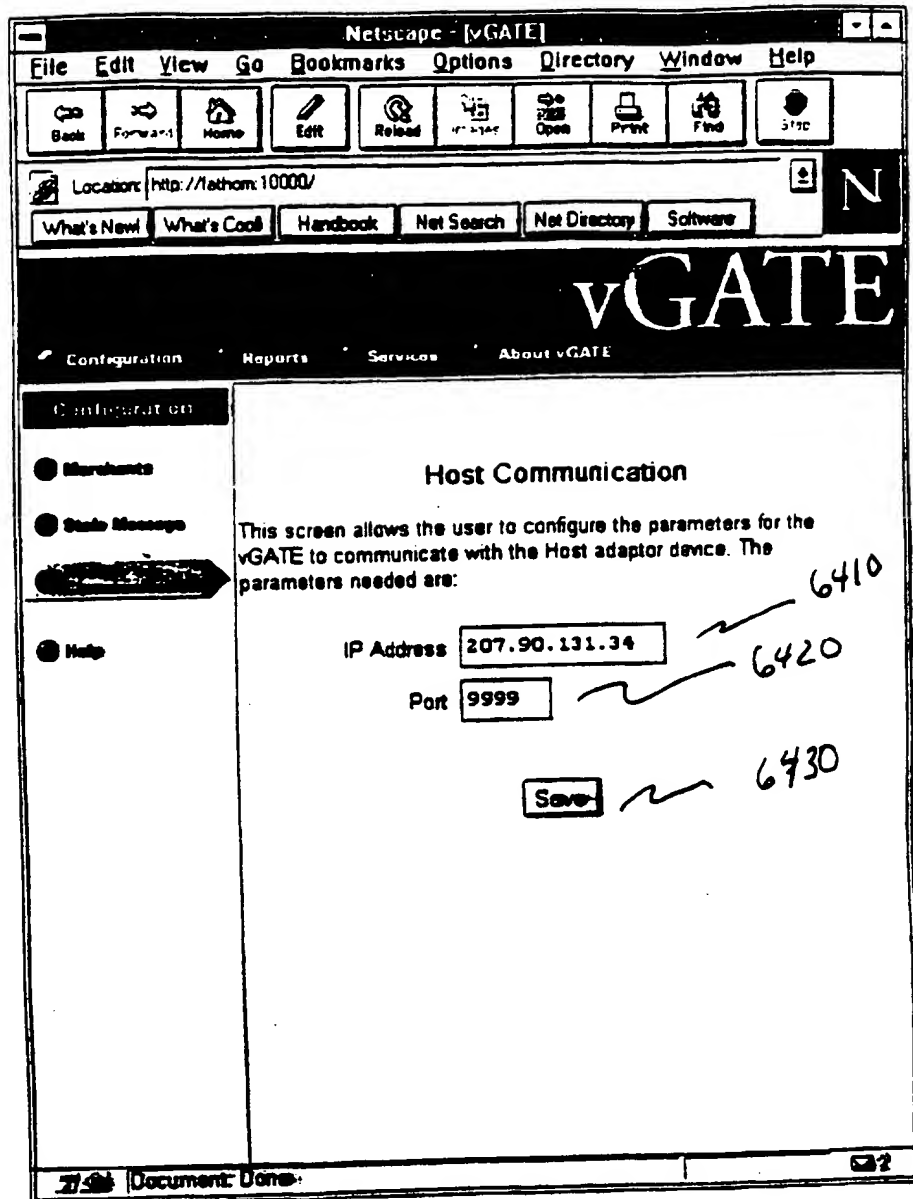 Netscape - [vGATE]
File Edit View Go Bookmarks Options Directory Window Help
Back Forward Home Edit Reload Images Open Print Find Stop
Location: http://fathom:10000/
N
What's New! What's Cool! Handbook Net Search Net Directory Software
vGATE
Configuration Reports Services About vGATE
Configuration
Merchants
Stale Message
Help
Host Communication
This screen allows the user to configure the parameters for the
vGATE to communicate with the Host adaptor device. The
parameters needed are:
IP Address 207.90.131.34 6410
Port 9999 6420
Save 6430
Document: Done